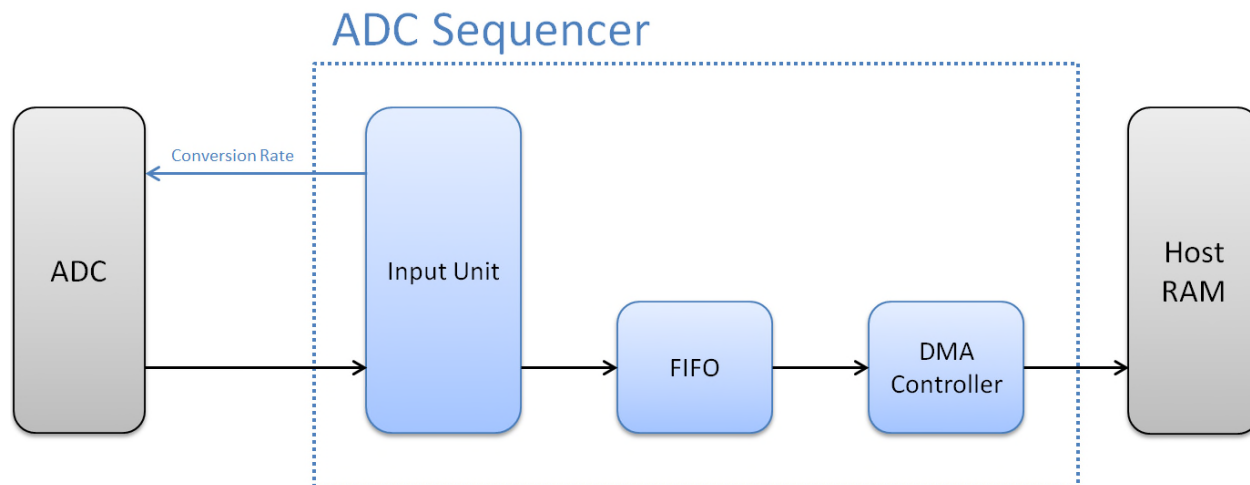 ADC Sequencer
Conversion Rate
ADC
Input Unit
FIFO
DMA
Controller
Host
RAM